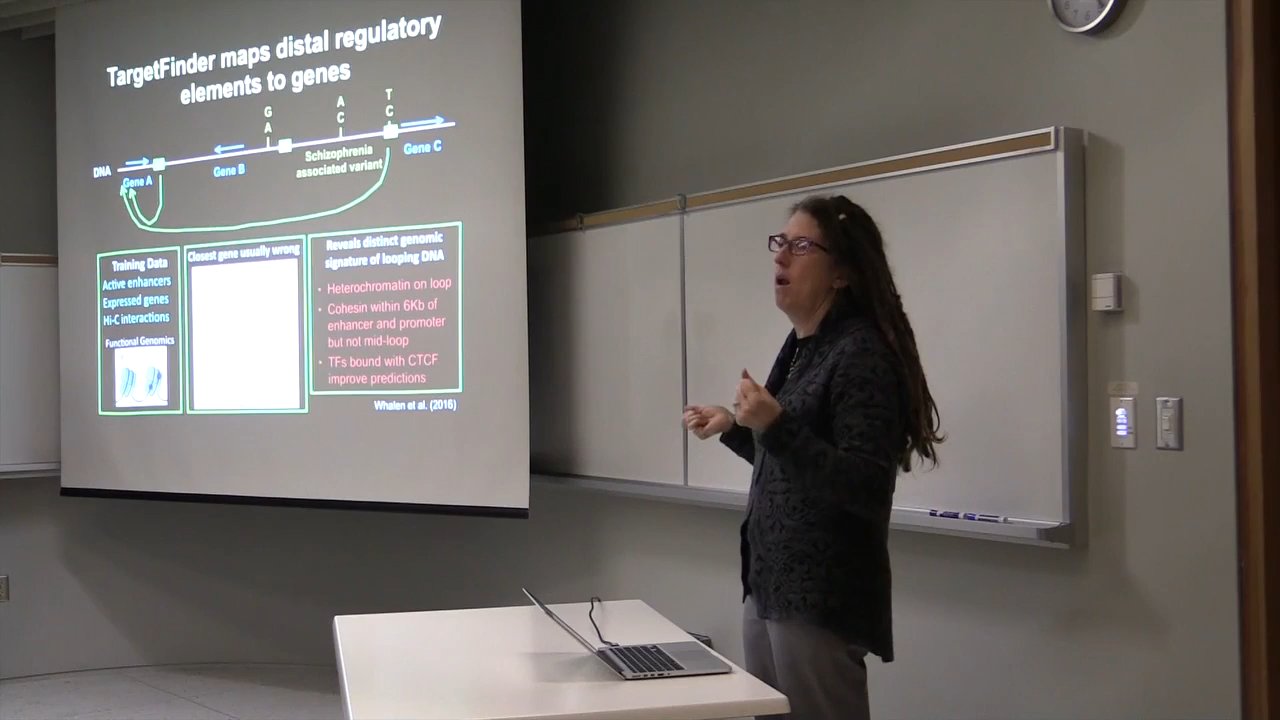 TargetFinder maps distal regulatory
elements to genes
G
A
A
C
T
C
DNA
Gene A
Gene B
Schizophrenia
associated variant
Gene C
Training Data
Active enhancers
Expressed genes
Hi-C interactions
Functional Genomics
Closest gene usually wrong
Reveals distinct genomic
signature of looping DNA
• Heterochromatin on loop
• Cohesin within 6Kb of
enhancer and promoter
but not mid-loop
• TFs bound with CTCF
improve predictions
Whalen et al. (2016)